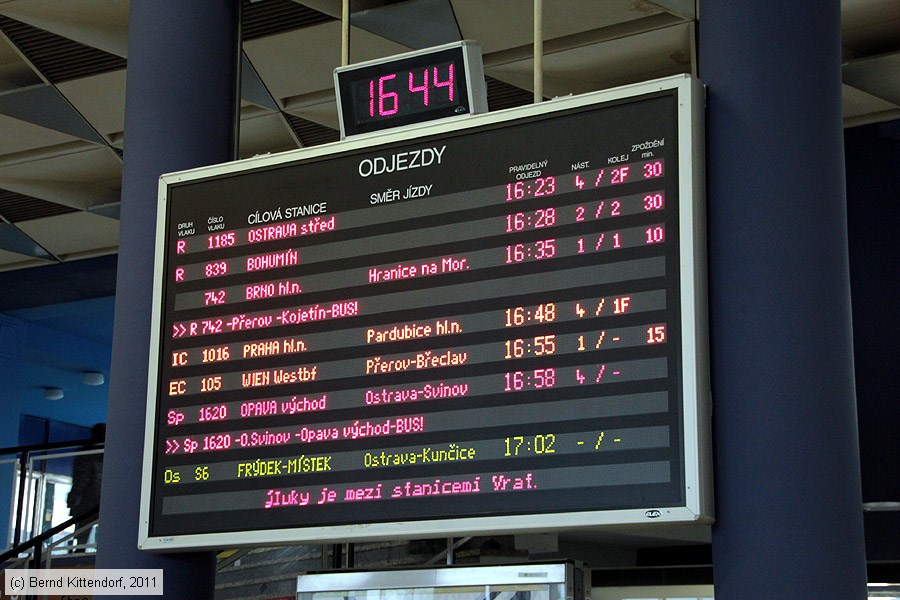 16 44
ODJEZDY
DRUH VLAKU ČÍSLO VLAKU CÍLOVÁ STANICE SMĚR JÍZDY PRAVIDELNÝ ODJEZD NÁST. KOLEJ ZPOŽDĚNÍ min.
R 1185 OSTRAVA střed 16:23 4 / 2F 30
R 839 BOHUMÍN 16:28 2 / 2 30
742 BRNO hl.n. Hranice na Mor. 16:35 1 / 1 10
>> R 742 -Přerov -Kojetín-BUS!
IC 1016 PRAHA hl.n. Pardubice hl.n. 16:48 4 / 1F
EC 105 WIEN Westbf Přerov-Břeclav 16:55 1 / - 15
Sp 1620 OPAVA východ Ostrava-Svinov 16:58 4 / -
>> Sp 1620 -O.Svinov -Opava východ-BUS!
Os S6 FRÝDEK-MÍSTEK Ostrava-Kunčice 17:02 - / -
ýluky je mezi stanicemi Vrat.
ELEN
(c) Bernd Kittendorf, 2011